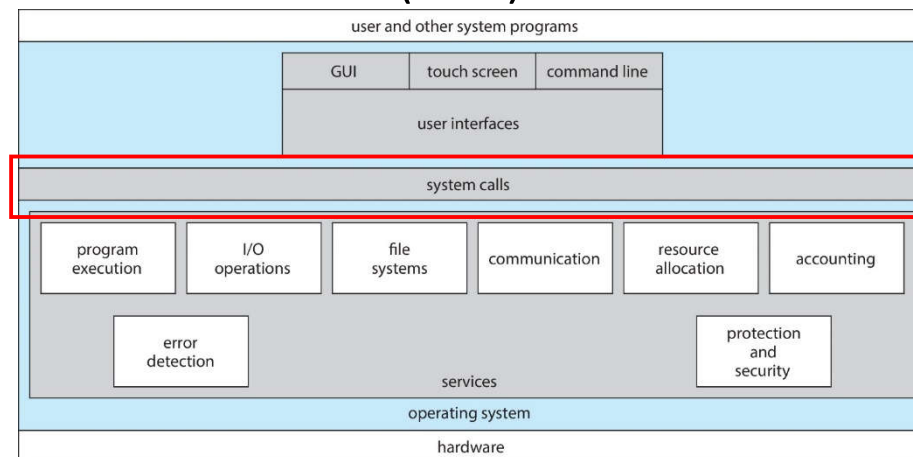 user and other system programs
GUI touch screen command line
user interfaces
system calls
program execution
I/O operations
file systems
communication
resource allocation
accounting
error detection
protection and security
services
operating system
hardware